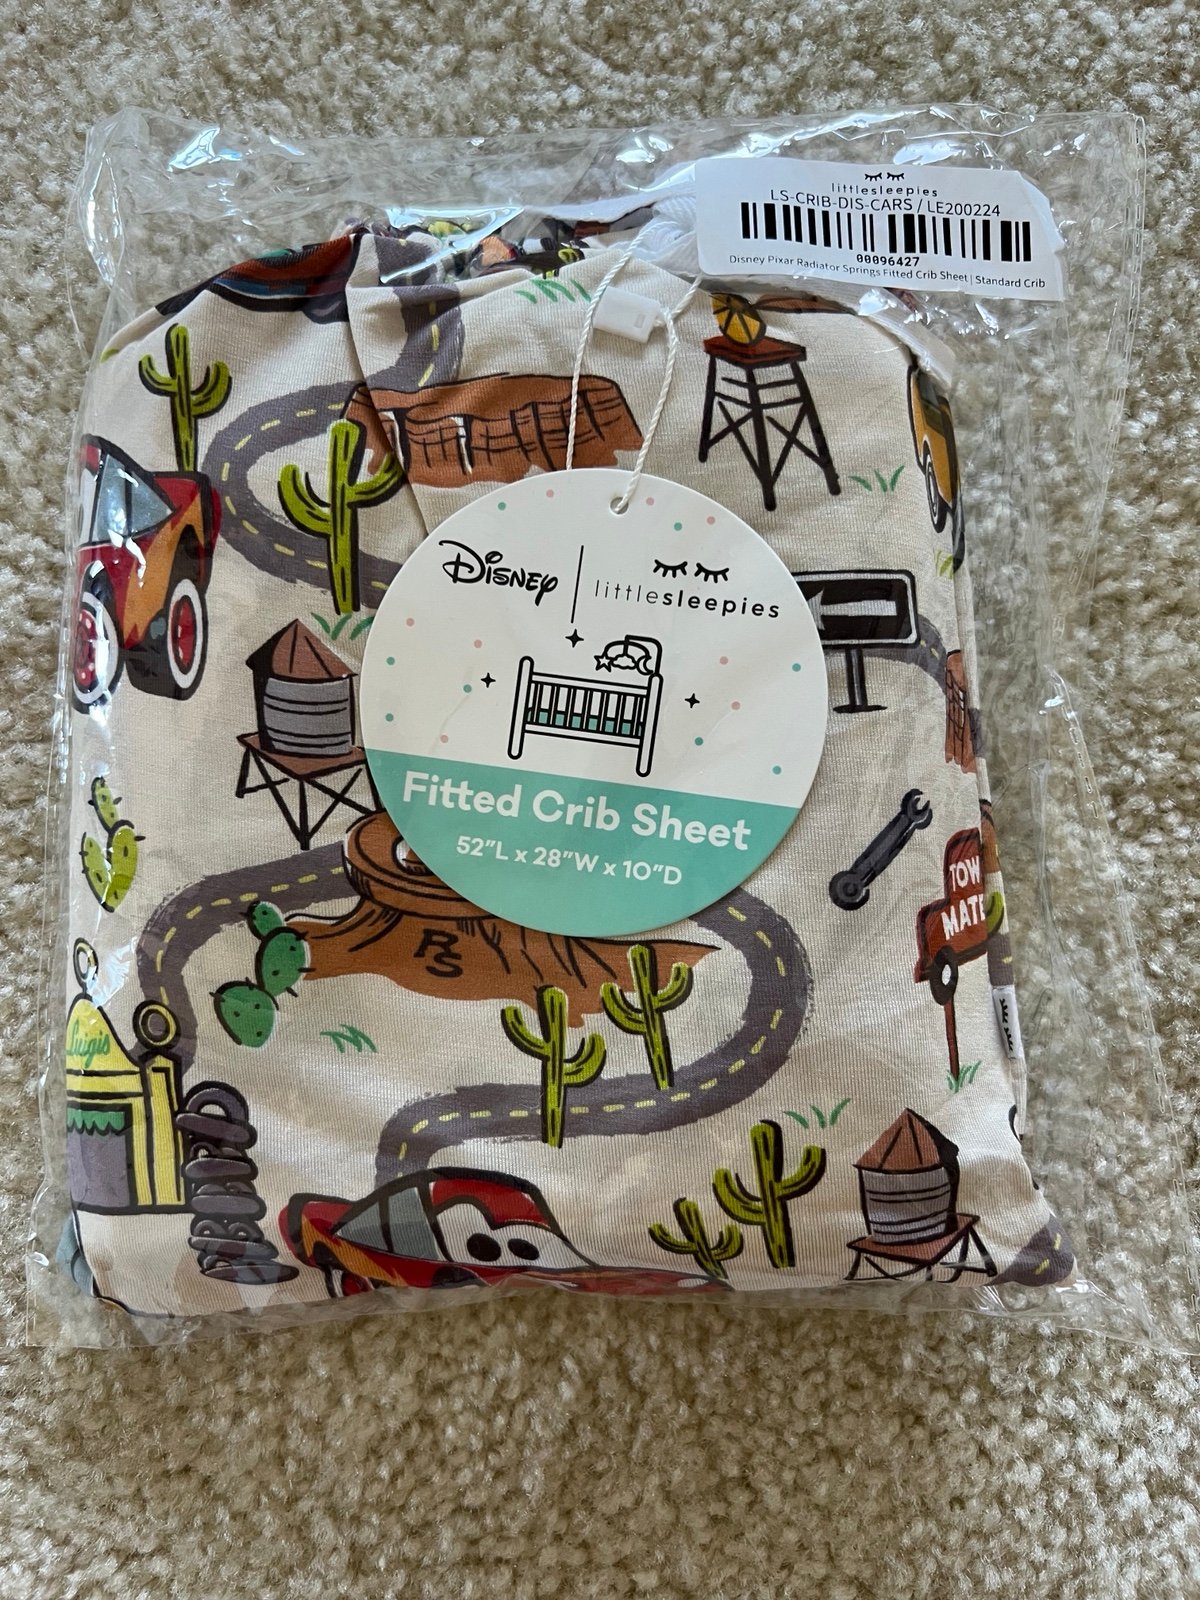 littlesleepies
LS-CRIB-DIS-CARS / LE200224
00096427
Disney Pixar Radiator Springs Fitted Crib Sheet | Standard Crib
Disney | littlesleepies
Fitted Crib Sheet
52"L x 28"W x 10"D
TOW
MATE
RS
Luigis